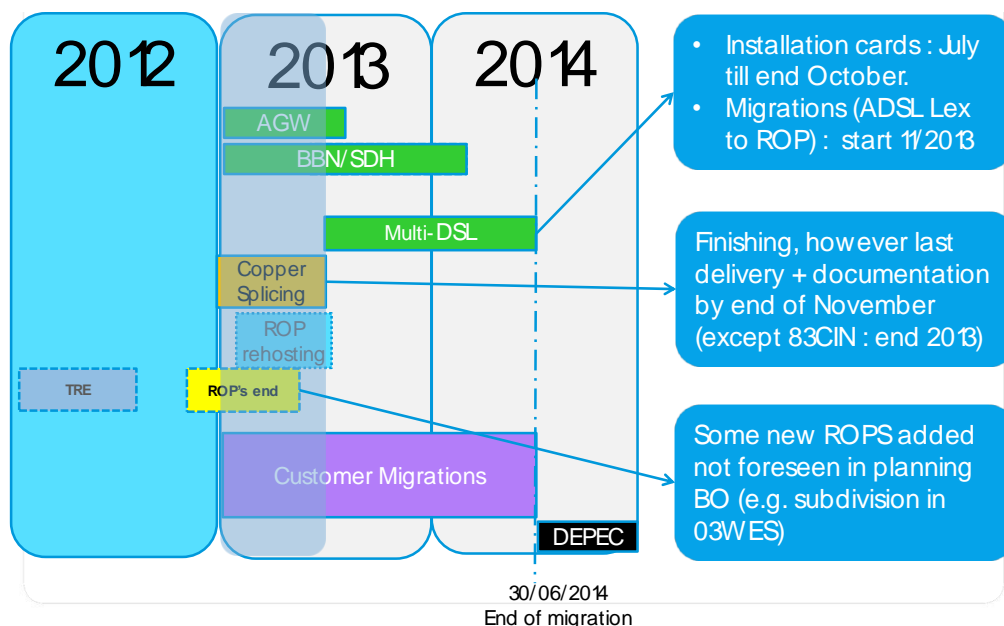 2012
2013
2014
AGW
BBN/SDH
Multi-DSL
Copper
Splicing
ROP
rehosting
TRE
ROP's end
Customer Migrations
DEPEC
30/06/2014
End of migration
• Installation cards : July
till end October.
• Migrations (ADSL Lex
to ROP) : start 11/2013
Finishing, however last
delivery + documentation
by end of November
(except 83CIN : end 2013)
Some new ROPS added
not foreseen in planning
BO (e.g. subdivision in
03WES)